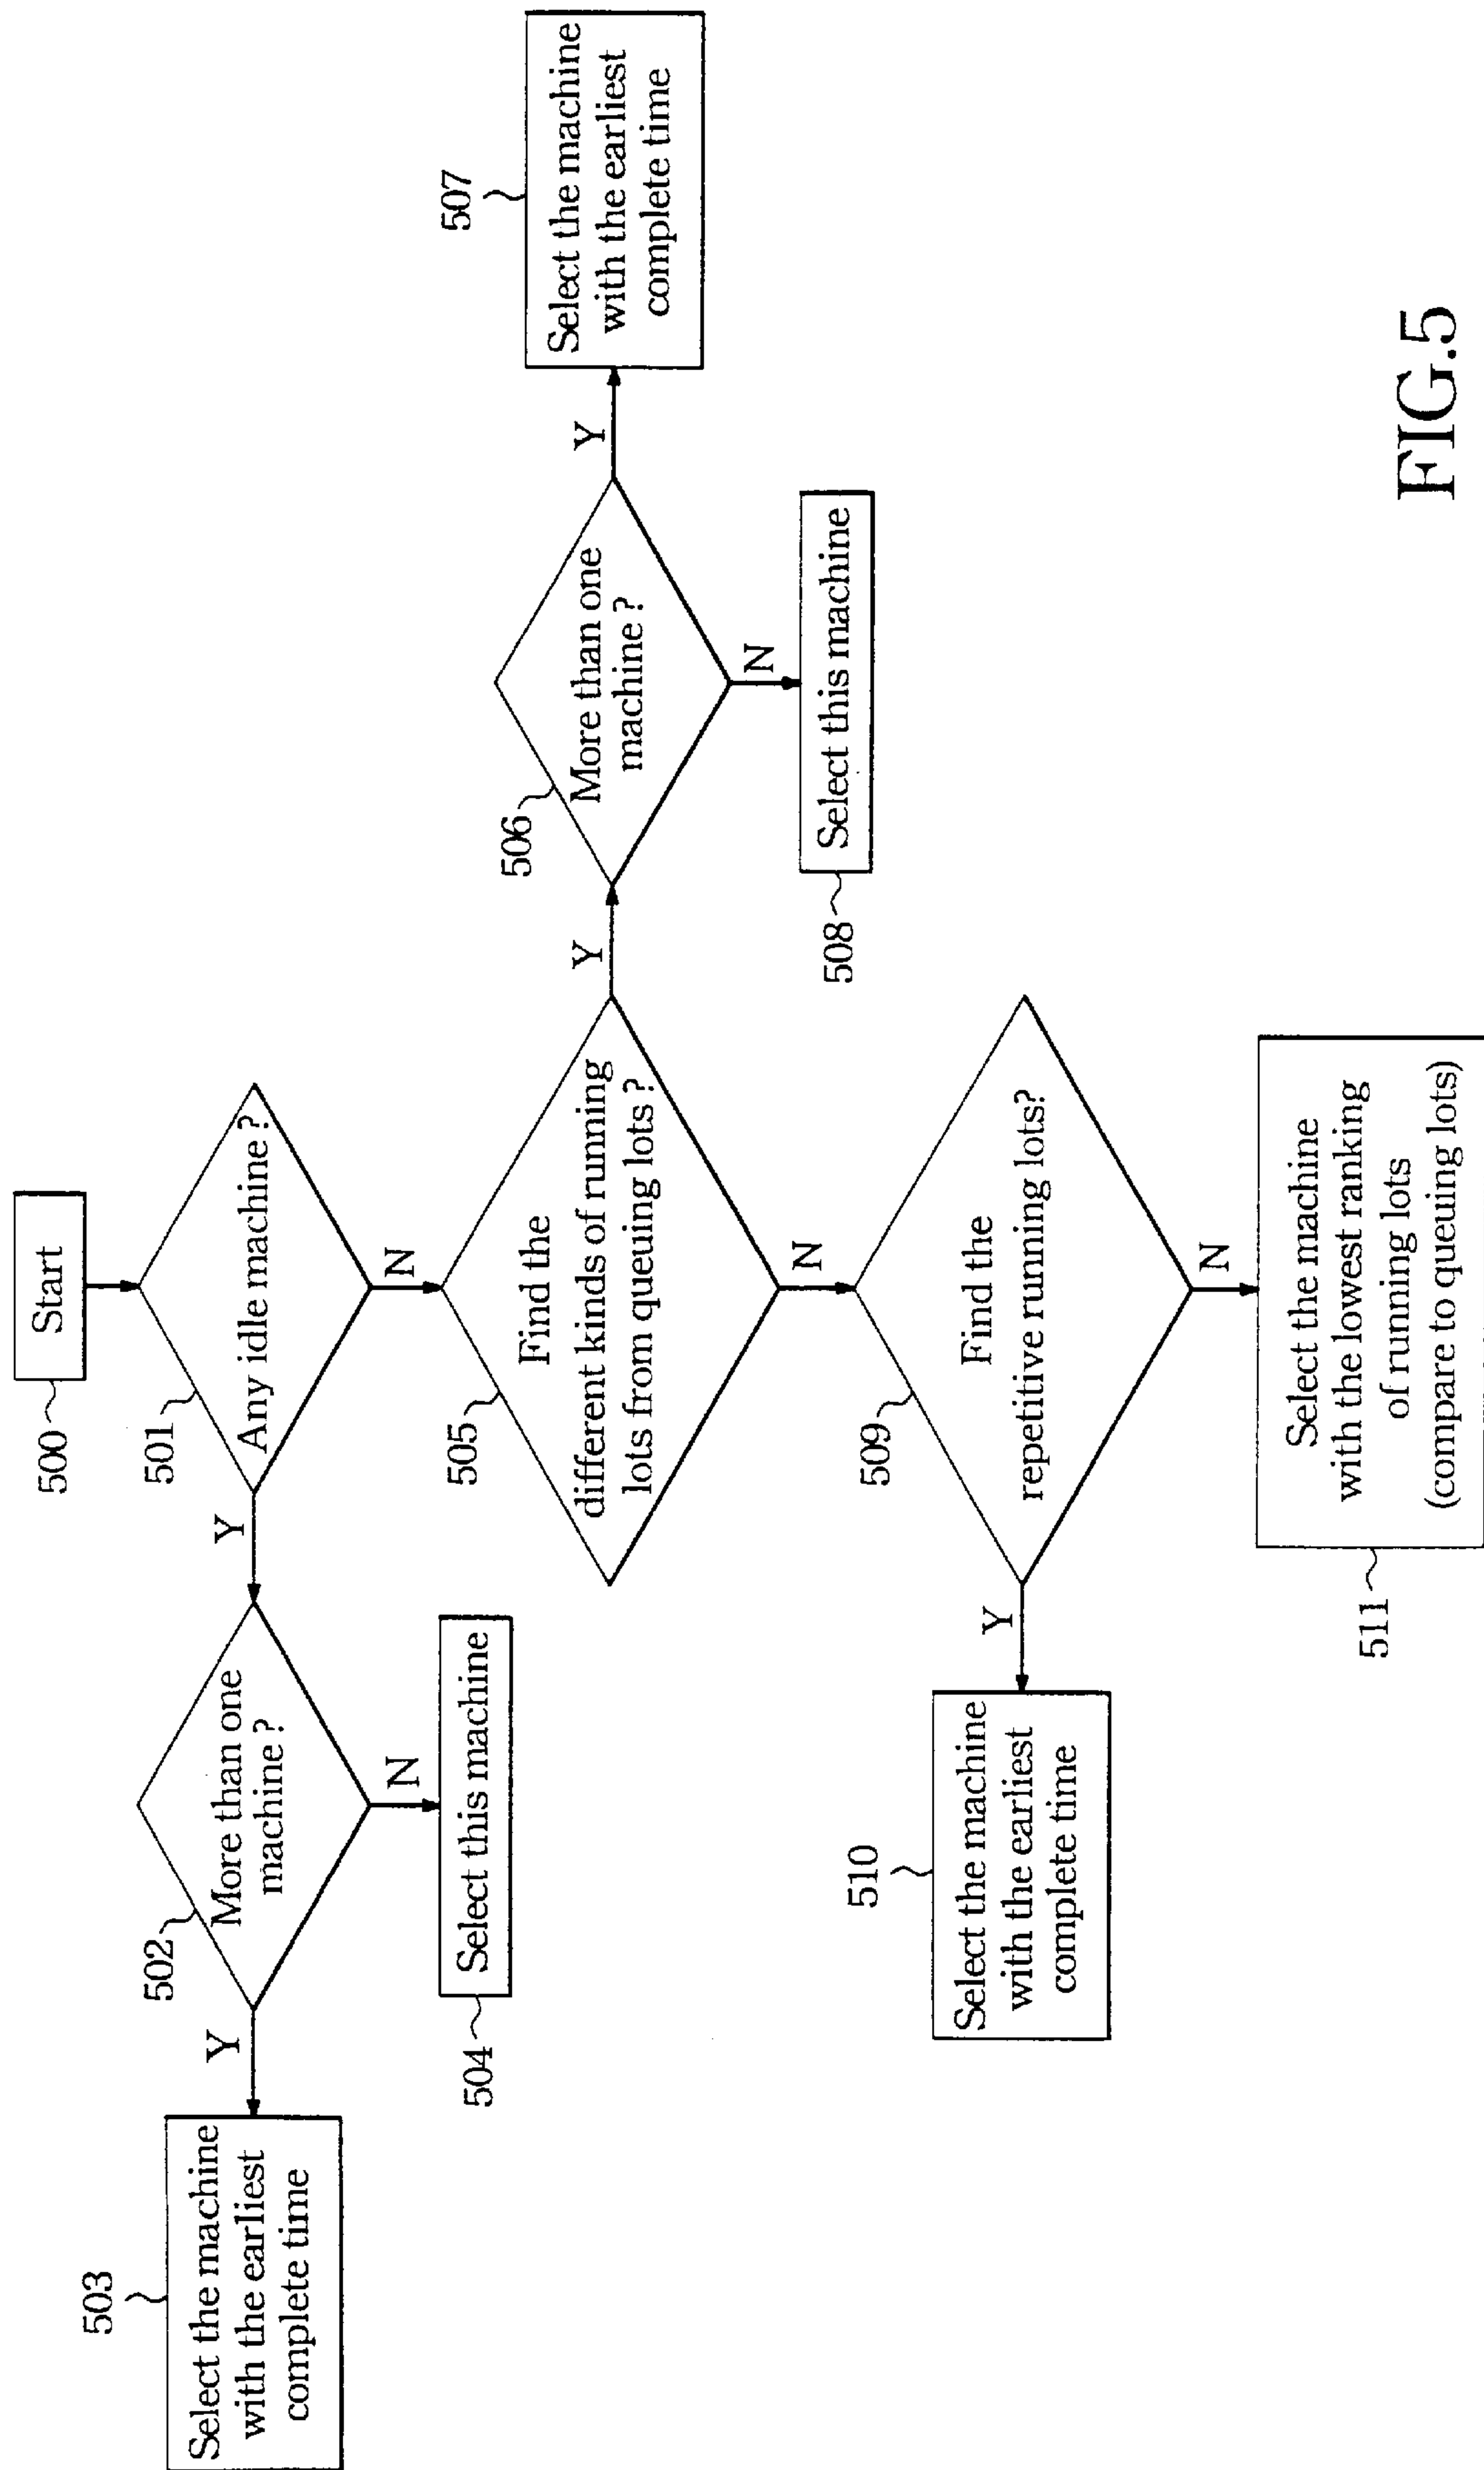 500
Start
501
Any idle machine?
Y
N
502
More than one
machine?
Y
N
503
Select the machine
with the earliest
complete time
504
Select this machine
505
Find the
different kinds of running
lots from queuing lots?
Y
N
506
More than one
machine?
Y
N
507
Select the machine
with the earliest
complete time
508
Select this machine
509
Find the
repetitive running lots?
Y
N
510
Select the machine
with the earliest
complete time
511
Select the machine
with the lowest ranking
of running lots
(compare to queuing lots)
FIG.5